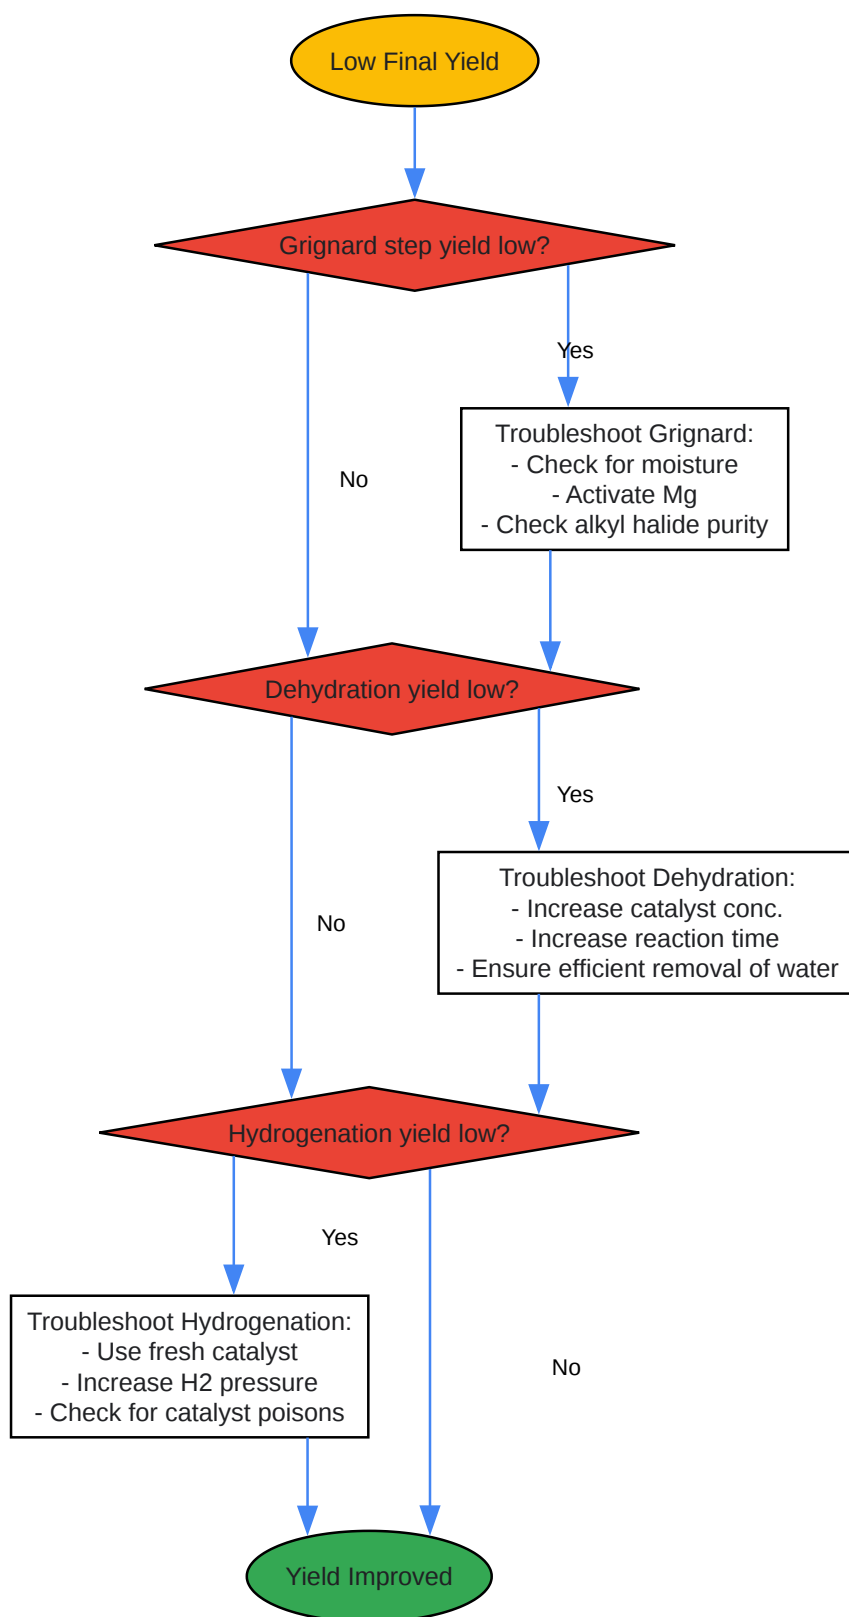 Low Final Yield
Grignard step yield low?
Yes
Troubleshoot Grignard:
- Check for moisture
- Activate Mg
- Check alkyl halide purity
No
Dehydration yield low?
Yes
Troubleshoot Dehydration:
- Increase catalyst conc.
- Increase reaction time
- Ensure efficient removal of water
No
Hydrogenation yield low?
Yes
Troubleshoot Hydrogenation:
- Use fresh catalyst
- Increase H2 pressure
- Check for catalyst poisons
No
Yield Improved